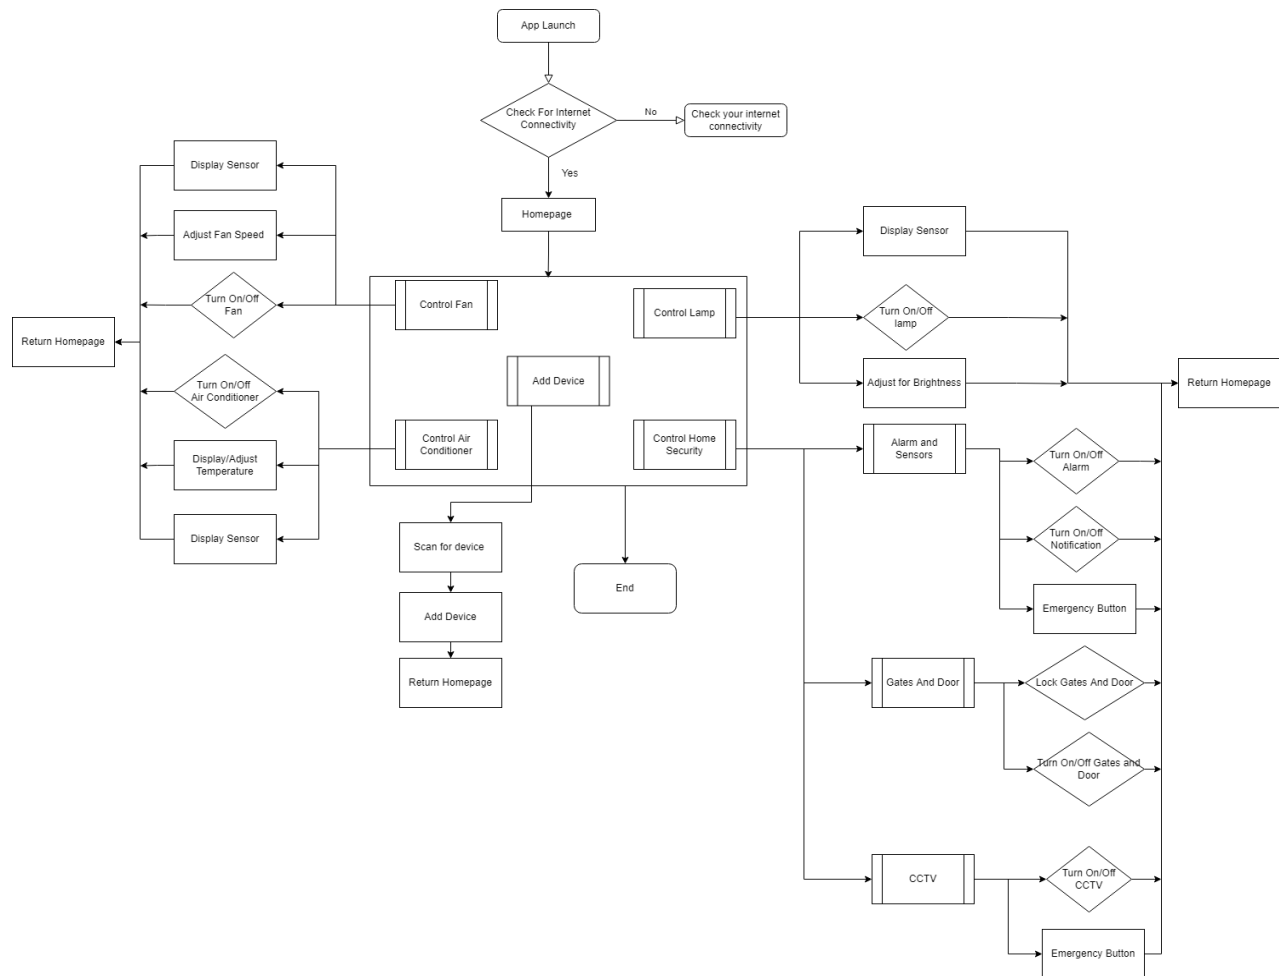 App Launch
Check For Internet
Connectivity
No
Check your internet
connectivity
Yes
Homepage
Display Sensor
Adjust Fan Speed
Turn On/Off
Fan
Return Homepage
Turn On/Off
Air Conditioner
Display/Adjust
Temperature
Display Sensor
Control Fan
Control Lamp
Add Device
Control Air
Conditioner
Control Home
Security
Scan for device
Add Device
Return Homepage
End
Display Sensor
Turn On/Off
lamp
Adjust for Brightness
Return Homepage
Alarm and
Sensors
Turn On/Off
Alarm
Turn On/Off
Notification
Emergency Button
Gates And Door
Lock Gates And Door
Turn On/Off Gates and
Door
CCTV
Turn On/Off
CCTV
Emergency Button